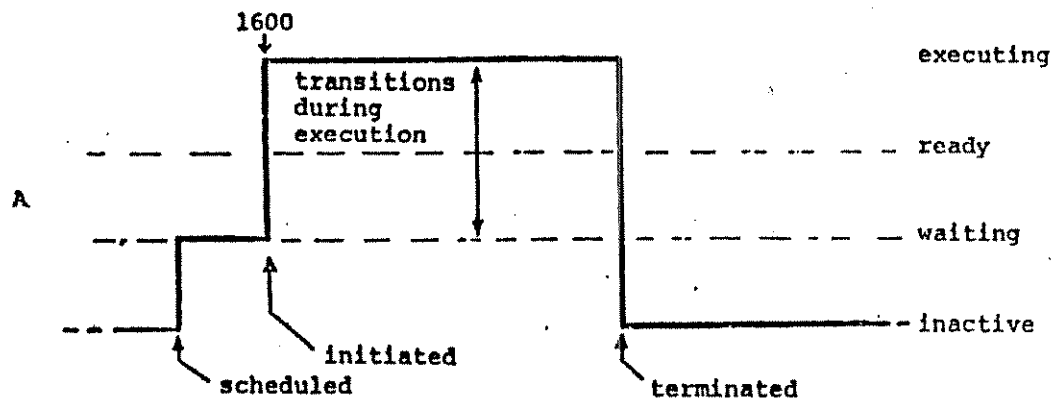 1600
executing
transitions
during
execution
ready
A
waiting
inactive
initiated
scheduled
terminated